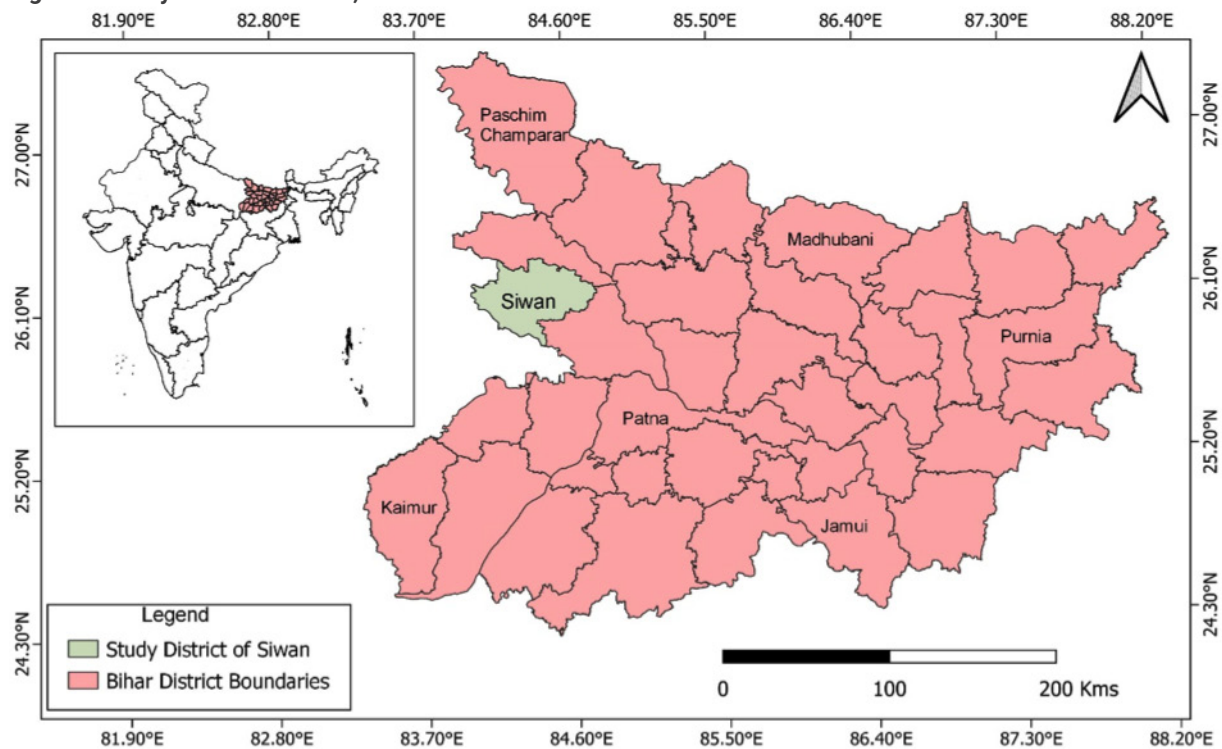 81.90°E 82.80°E 83.70°E 84.60°E 85.50°E 86.40°E 87.30°E 88.20°E
27.00°N
26.10°N
25.20°N
24.30°N
Paschim
Champaran
Madhubani
Siwan
Purnia
Patna
Kaimur
Jamui
27.00°N
26.10°N
25.20°N
24.30°N
Legend
Study District of Siwan
Bihar District Boundaries
0 100 200 Kms
81.90°E 82.80°E 83.70°E 84.60°E 85.50°E 86.40°E 87.30°E 88.20°E